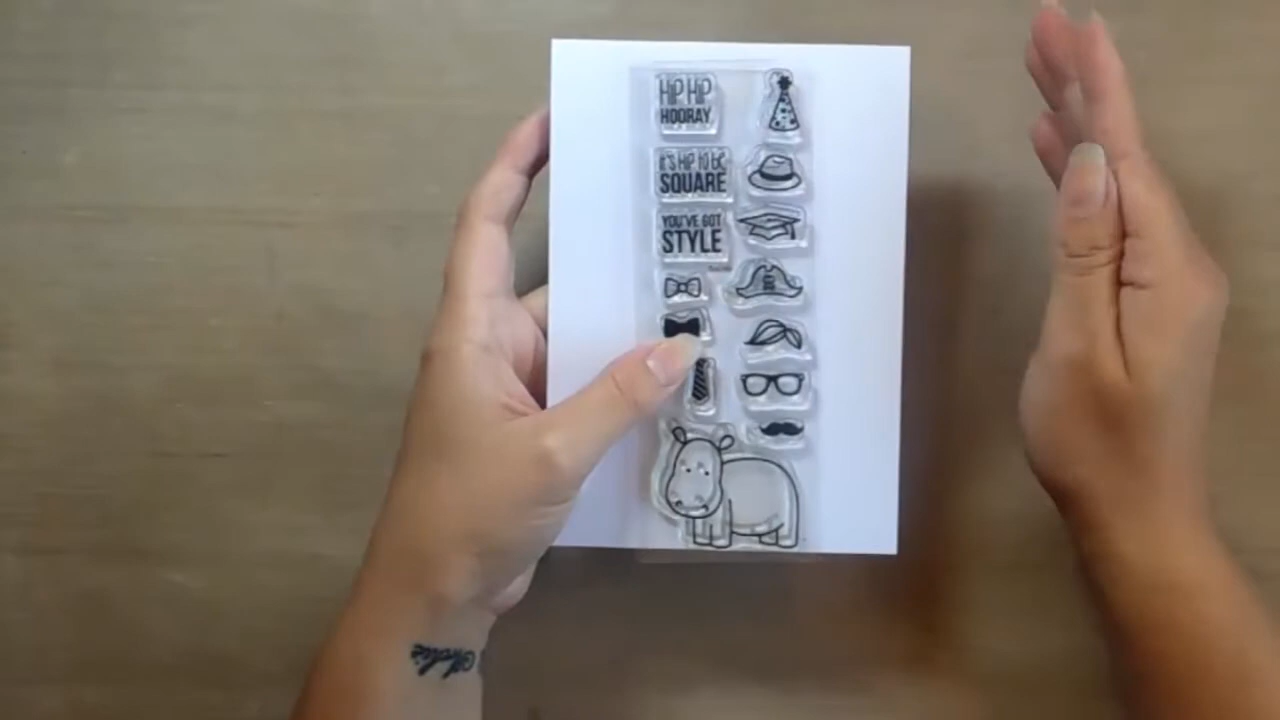 HIP HIP
HOORAY
it's HiP to be
SQUARE
YOU'VE GOT
STYLE